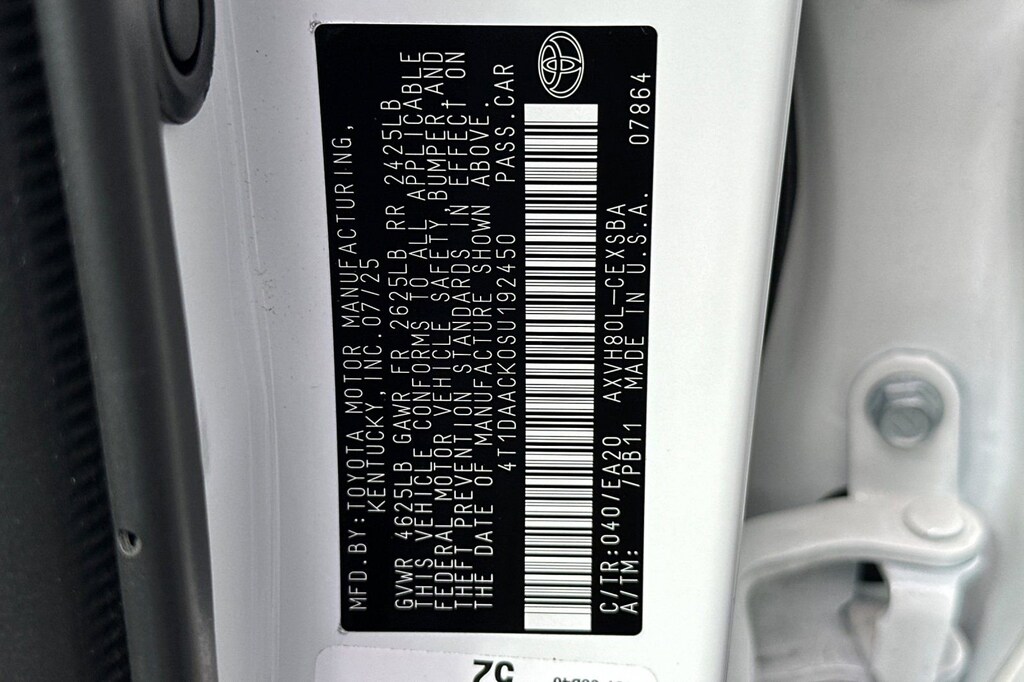 MFD.BY:TOYOTA MOTOR MANUFACTURING,
KENTUCKY,INC.07/25
GVWR 4625LB GAWR FR 2625LB RR 2425LB
THIS VEHICLE CONFORMS TO ALL APPLICABLE
FEDERAL MOTOR VEHICLE SAFETY, BUMPER,AND
THEFT PREVENTION STANDARDS IN EFFECT ON
THE DATE OF MANUFACTURE SHOWN ABOVE.
4T1DAACK0SU192450 PASS.CAR
C/TR:040/EA20 AXVH80L-CEXSBA
A/TM: /PB11 MADE IN U.S.A. 07864
52